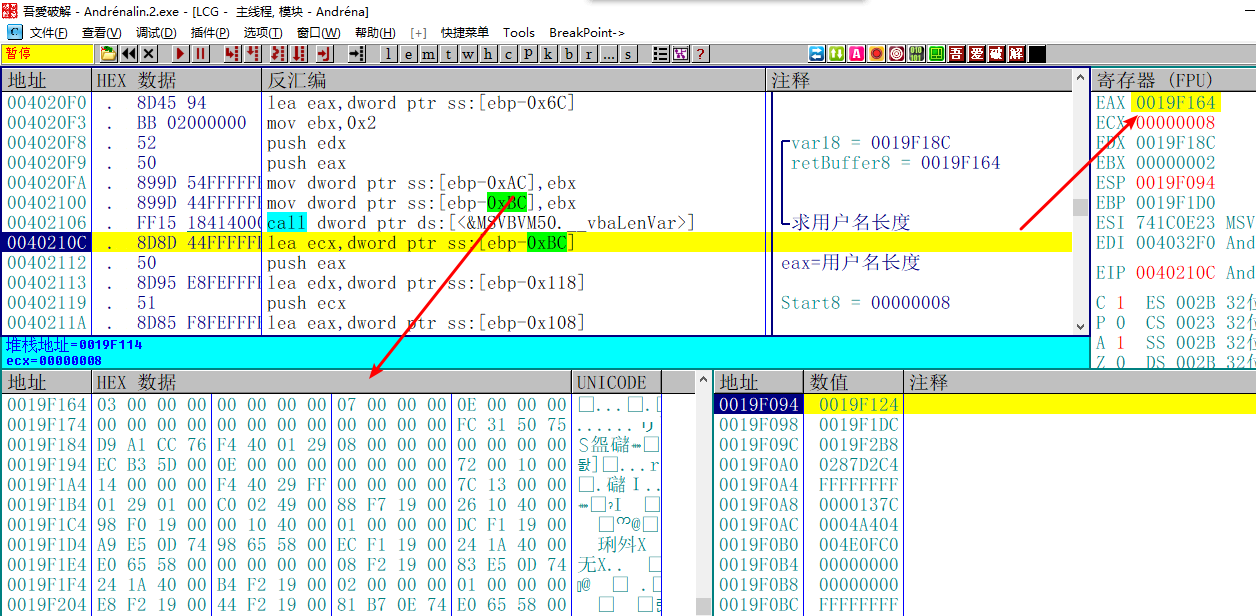 吾愛破解 - Andrénalin.2.exe - [LCG - 主线程, 模块 - Andréna]
文件(F) 查看(V) 调试(D) 插件(P) 选项(T) 窗口(W) 帮助(H) [+] 快捷菜单 Tools BreakPoint->
暂停 l e m t w h c P k b r ... s ? 吾 爱 破 解
地址 HEX 数据 反汇编 注释 寄存器 (FPU)
004020F0 . 8D45 94 lea eax,dword ptr ss:[ebp-0x6C] EAX 0019F164
004020F3 . BB 02000000 mov ebx,0x2 ECX 00000008
004020F8 . 52 push edx var18 = 0019F18C EDX 0019F18C
004020F9 . 50 push eax retBuffer8 = 0019F164 EBX 00000002
004020FA . 899D 54FFFFFF mov dword ptr ss:[ebp-0xAC],ebx ESP 0019F094
00402100 . 899D 44FFFFFF mov dword ptr ss:[ebp-0xBC],ebx EBP 0019F1D0
00402106 . FF15 1841400 call dword ptr ds:[<&MSVBVM50.__vbaLenVar>] 求用户名长度 ESI 741C0E23 MSV
0040210C . 8D8D 44FFFFFF lea ecx,dword ptr ss:[ebp-0xBC] EDI 004032F0 And
00402112 . 50 push eax eax=用户名长度
00402113 . 8D95 E8FEFFFF lea edx,dword ptr ss:[ebp-0x118] EIP 0040210C And
00402119 . 51 push ecx Start8 = 00000008 C 1 ES 002B 32位
0040211A . 8D85 F8FEFFFF lea eax,dword ptr ss:[ebp-0x108] P 0 CS 0023 32位
堆栈地址=0019F114 A 1 SS 002B 32位
ecx=00000008 Z 0 DS 002B 32位
地址 HEX 数据 UNICODE 地址 数值 注释
0019F164 03 00 00 00 00 00 00 00 07 00 00 00 0E 00 00 00 0019F094 0019F124
0019F174 00 00 00 00 00 00 00 00 00 00 00 00 FC 31 50 75 0019F098 0019F1DC
0019F184 D9 A1 CC 76 F4 40 01 29 08 00 00 00 00 00 00 00 0019F09C 0019F2B8
0019F194 EC B3 5D 00 0E 00 00 00 00 00 00 00 72 00 10 00 0019F0A0 0287D2C4
0019F1A4 14 00 00 00 F4 40 29 FF 00 00 00 00 7C 13 00 00 0019F0A4 FFFFFFFF
0019F1B4 01 29 01 00 C0 02 49 00 88 F7 19 00 26 10 40 00 0019F0A8 0000137C
0019F1C4 98 F0 19 00 00 10 40 00 01 00 00 00 DC F1 19 00 0019F0AC 0004A404
0019F1D4 A9 E5 0D 74 98 65 58 00 EC F1 19 00 24 1A 40 00 0019F0B0 004E0FC0
0019F1E4 E0 65 58 00 00 00 00 00 08 F2 19 00 83 E5 0D 74 无X.. 0019F0B4 00000000
0019F1F4 24 1A 40 00 B4 F2 19 00 02 00 00 00 01 00 00 00 0019F0B8 00000000
0019F204 E8 F2 19 00 44 F2 19 00 81 B7 0E 74 E0 65 58 00 0019F0BC FFFFFFFF